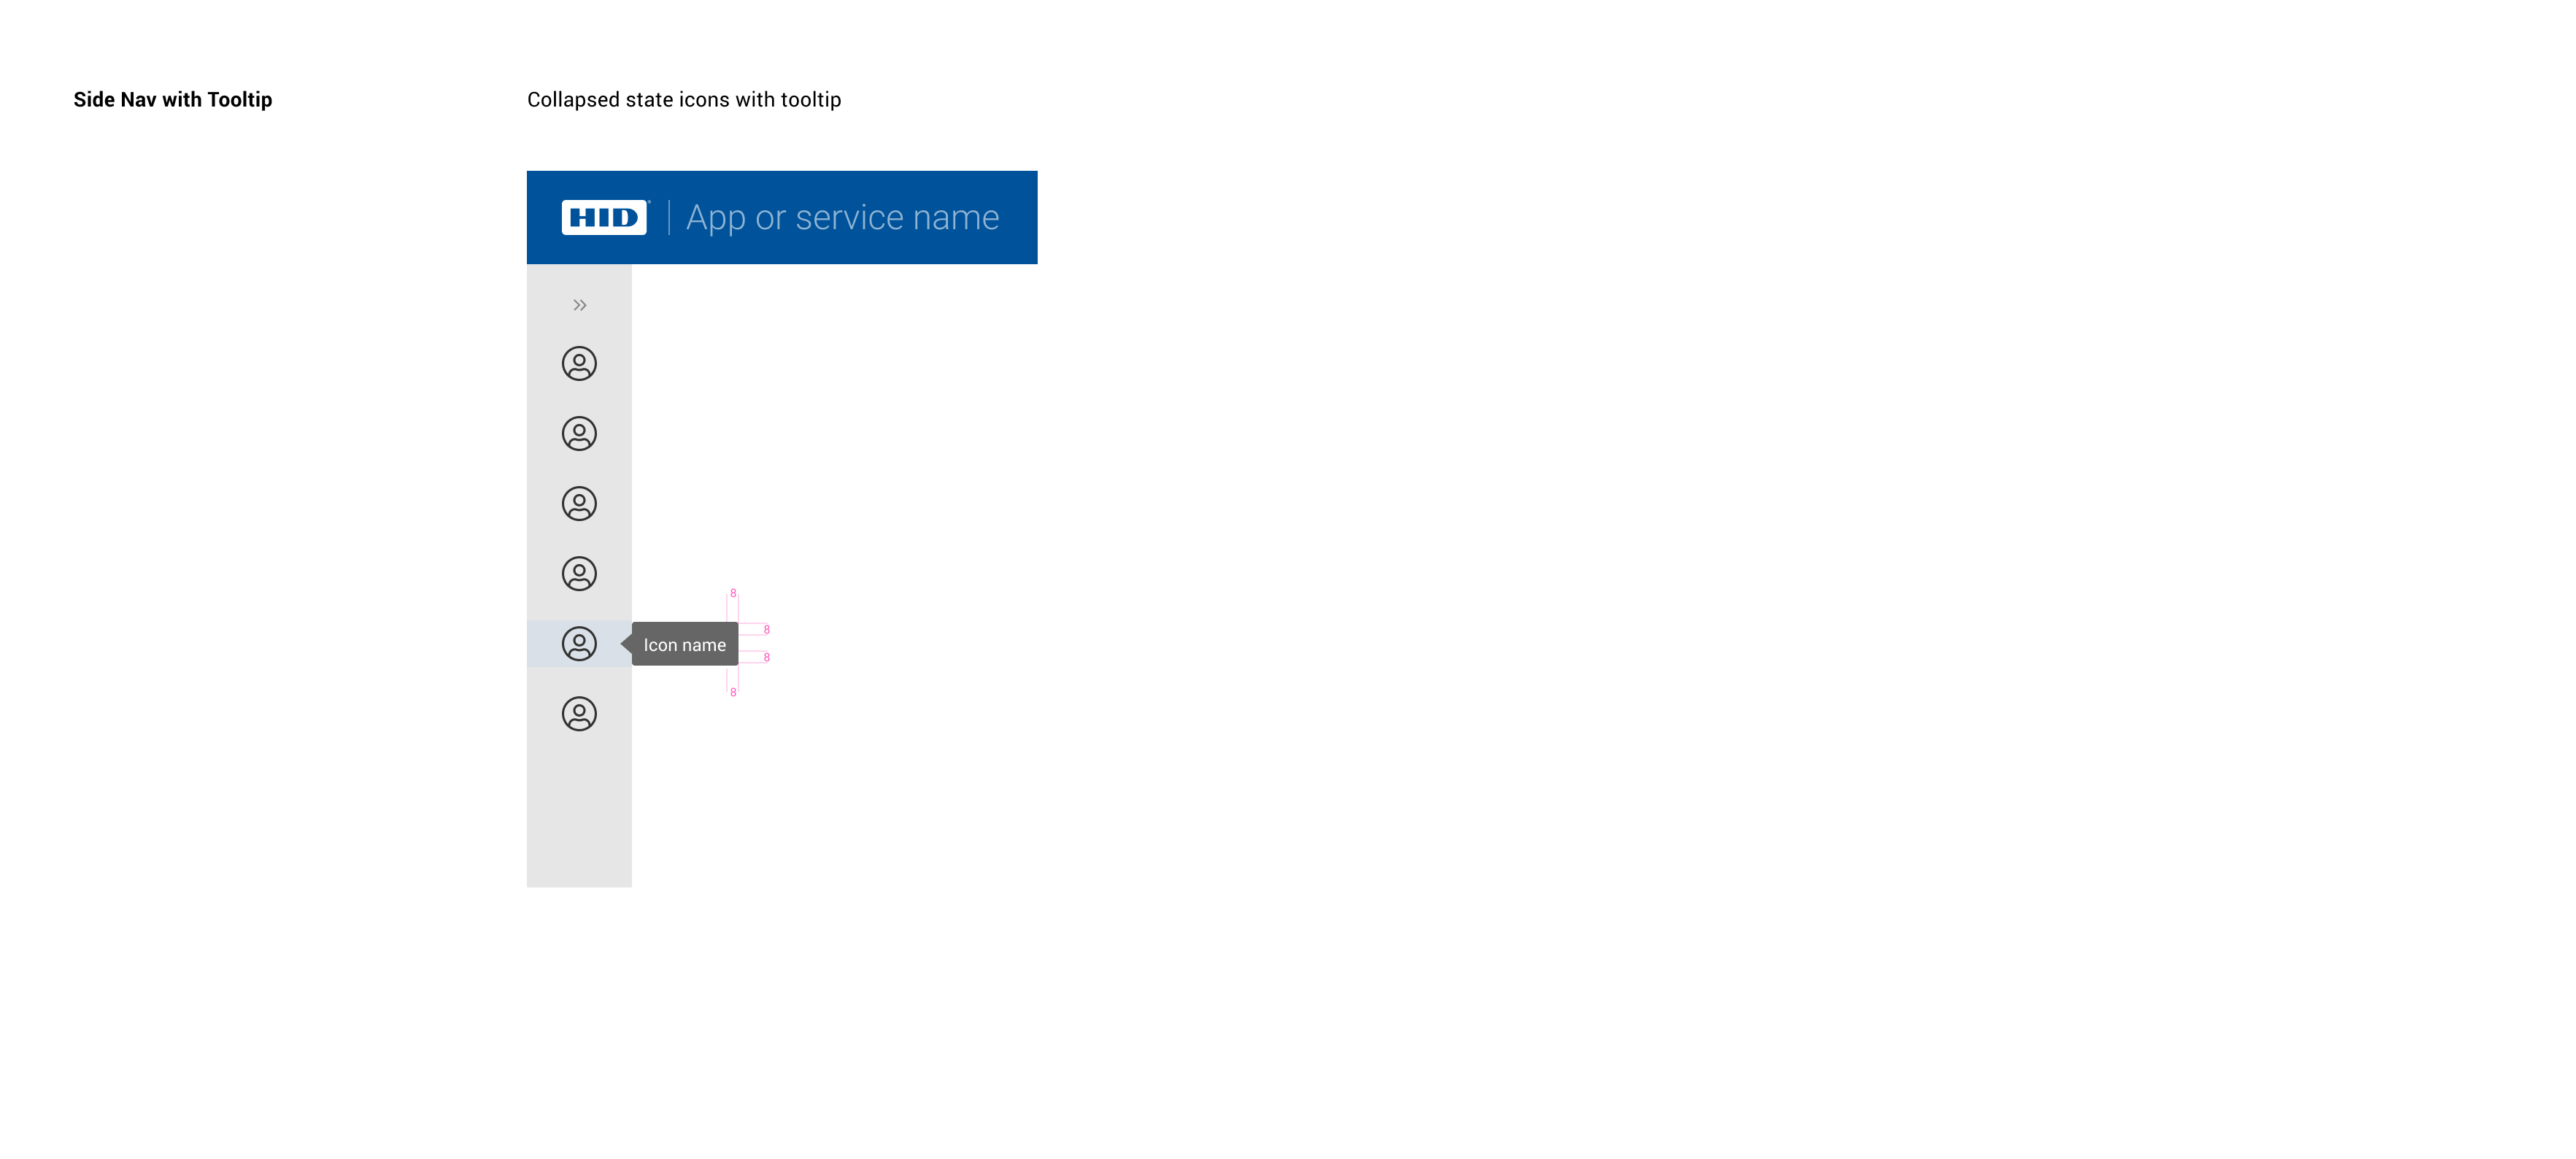 Side Nav with Tooltip
Collapsed state icons with tooltip
HID
App or service name
8
8
Icon name
8
8